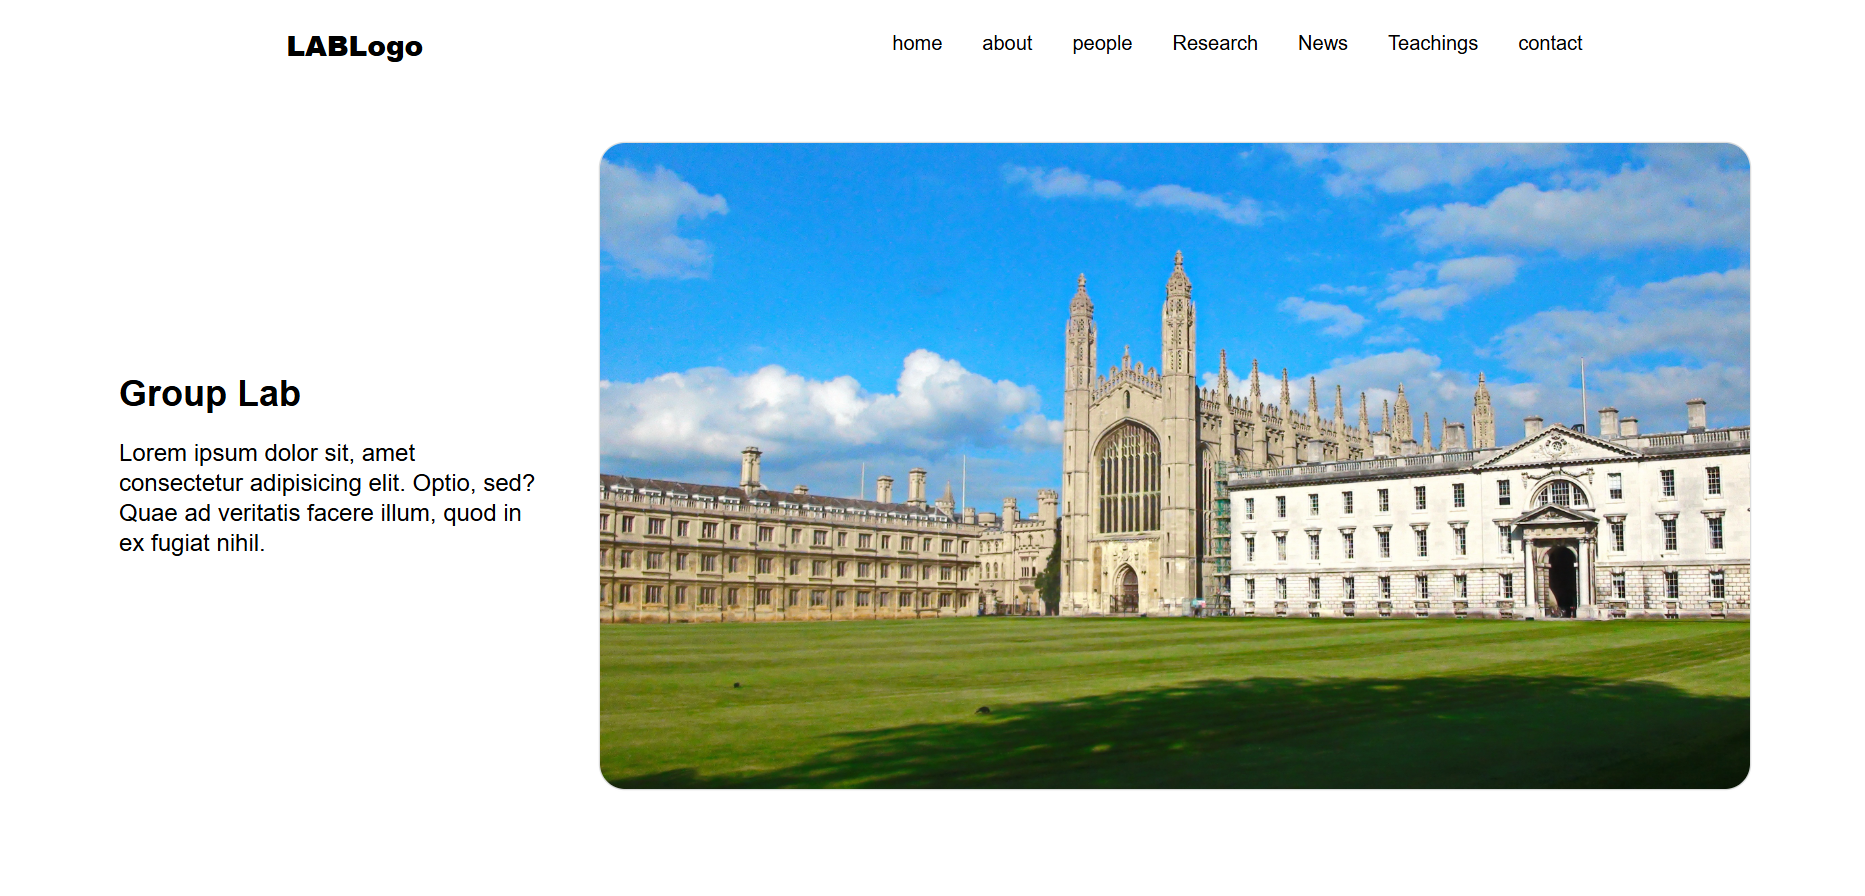 LABLogo
home about people Research News Teachings contact
Group Lab
Lorem ipsum dolor sit, amet
consectetur adipisicing elit. Optio, sed?
Quae ad veritatis facere illum, quod in
ex fugiat nihil.